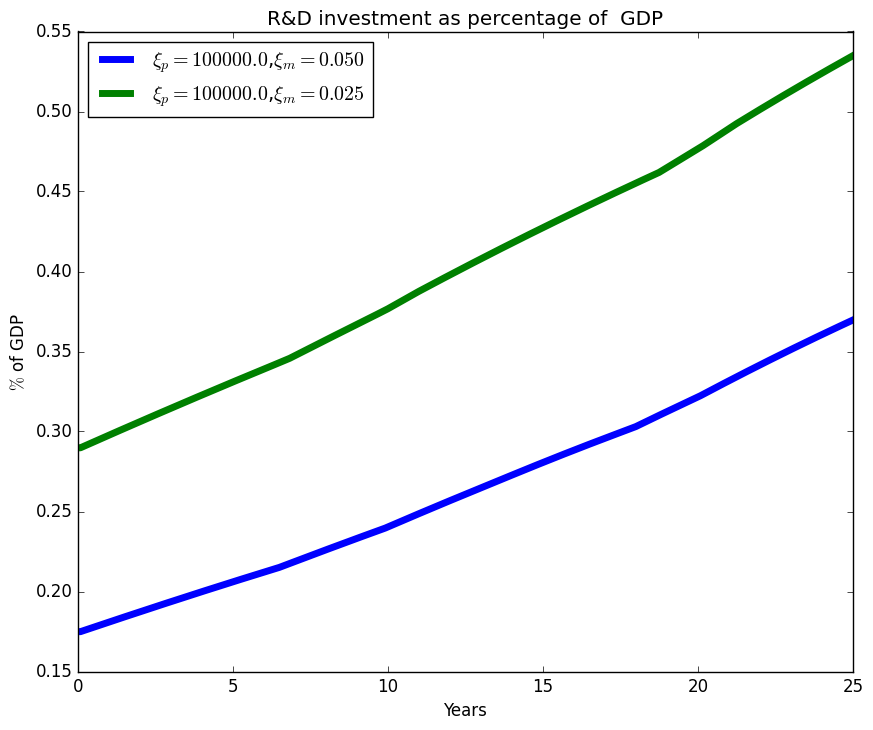 R&D investment as percentage of  GDP
ξₚ = 100000.0,ξₘ = 0.050
ξₚ = 100000.0,ξₘ = 0.025
% of GDP
0.55
0.50
0.45
0.40
0.35
0.30
0.25
0.20
0.15
0 5 10 15 20 25
Years